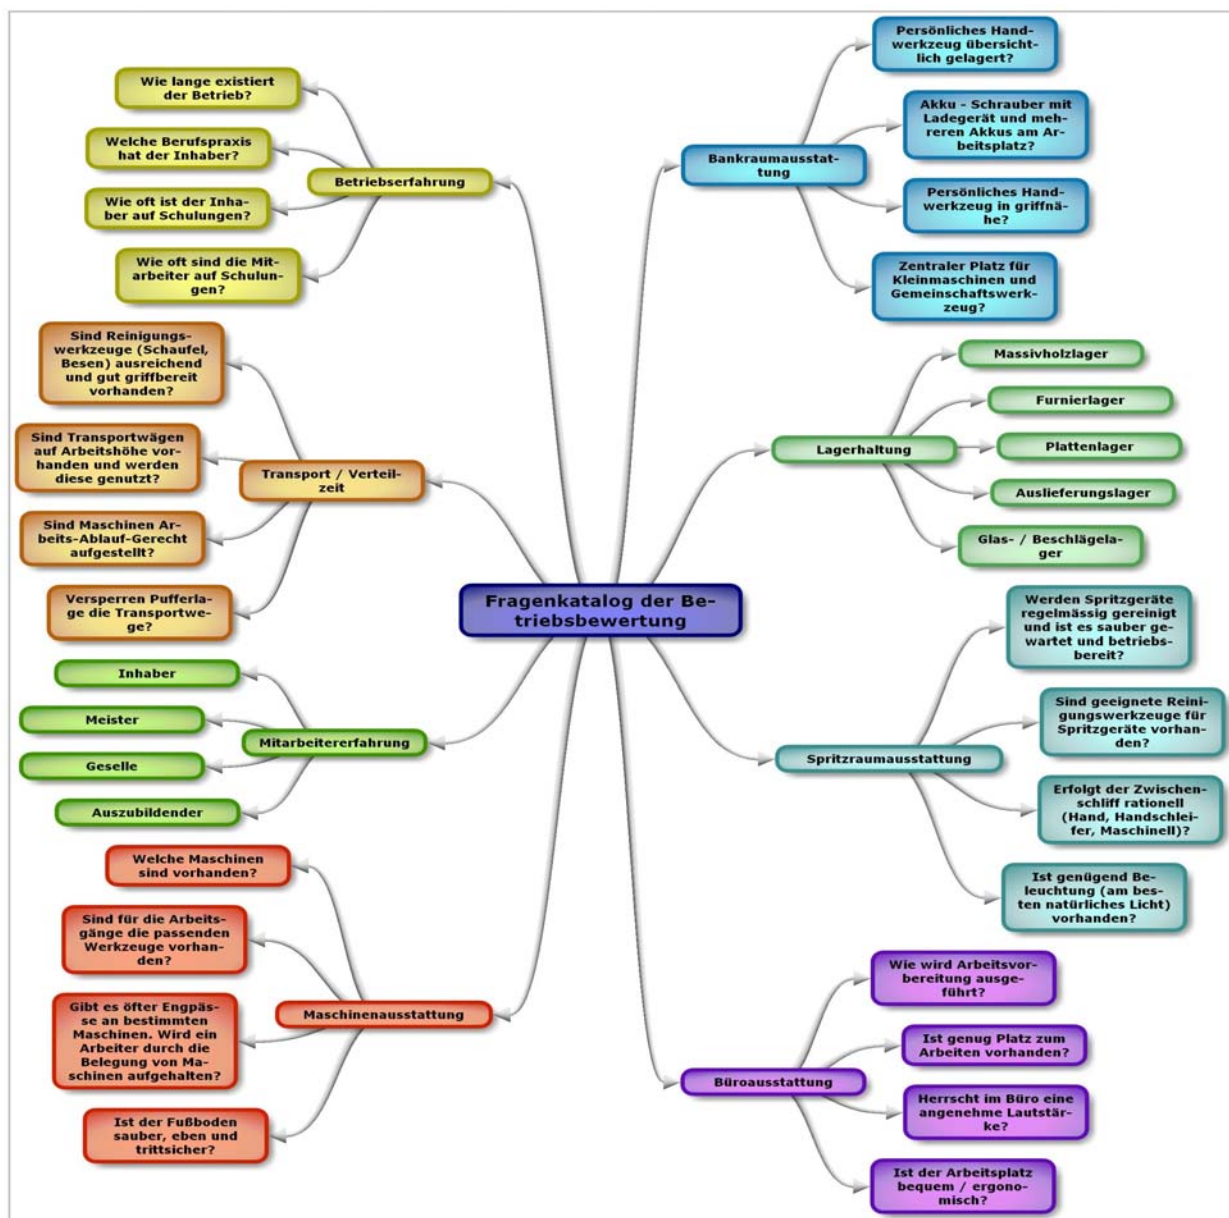 Fragenkatalog der Be-
triebsbewertung
Betriebserfahrung
Wie lange existiert
der Betrieb?
Welche Berufspraxis
hat der Inhaber?
Wie oft ist der Inha-
ber auf Schulungen?
Wie oft sind die Mit-
arbeiter auf Schulun-
gen?
Transport / Verteil-
zeit
Sind Reinigungs-
werkzeuge (Schaufel,
Besen) ausreichend
und gut griffbereit
vorhanden?
Sind Transportwägen
auf Arbeitshöhe vor-
handen und werden
diese genutzt?
Sind Maschinen Ar-
beits-Ablauf-Gerecht
aufgestellt?
Versperren Pufferla-
ge die Transportwe-
ge?
Mitarbeitererfahrung
Inhaber
Meister
Geselle
Auszubildender
Maschinenausstattung
Welche Maschinen
sind vorhanden?
Sind für die Arbeits-
gänge die passenden
Werkzeuge vorhan-
den?
Gibt es öfter Engpäs-
se an bestimmten
Maschinen. Wird ein
Arbeiter durch die
Belegung von Ma-
schinen aufgehalten?
Ist der Fußboden
sauber, eben und
trittsicher?
Bankraumausstat-
tung
Persönliches Hand-
werkzeug übersicht-
lich gelagert?
Akku - Schrauber mit
Ladegerät und meh-
reren Akkus am Ar-
beitsplatz?
Persönliches Hand-
werkzeug in griffnä-
he?
Zentraler Platz für
Kleinmaschinen und
Gemeinschaftswerk-
zeug?
Lagerhaltung
Massivholzlager
Furnierlager
Plattenlager
Auslieferungslager
Glas- / Beschlägela-
ger
Spritzraumausstattung
Werden Spritzgeräte
regelmässig gereinigt
und ist es sauber ge-
wartet und betriebs-
bereit?
Sind geeignete Reini-
gungswerkzeuge für
Spritzgeräte vorhan-
den?
Erfolgt der Zwischen-
schliff rationell
(Hand, Handschlei-
fer, Maschinell)?
Ist genügend Be-
leuchtung (am bes-
ten natürliches Licht)
vorhanden?
Büroausstattung
Wie wird Arbeitsvor-
bereitung ausge-
führt?
Ist genug Platz zum
Arbeiten vorhanden?
Herrscht im Büro eine
angenehme Lautstär-
ke?
Ist der Arbeitsplatz
bequem / ergono-
misch?